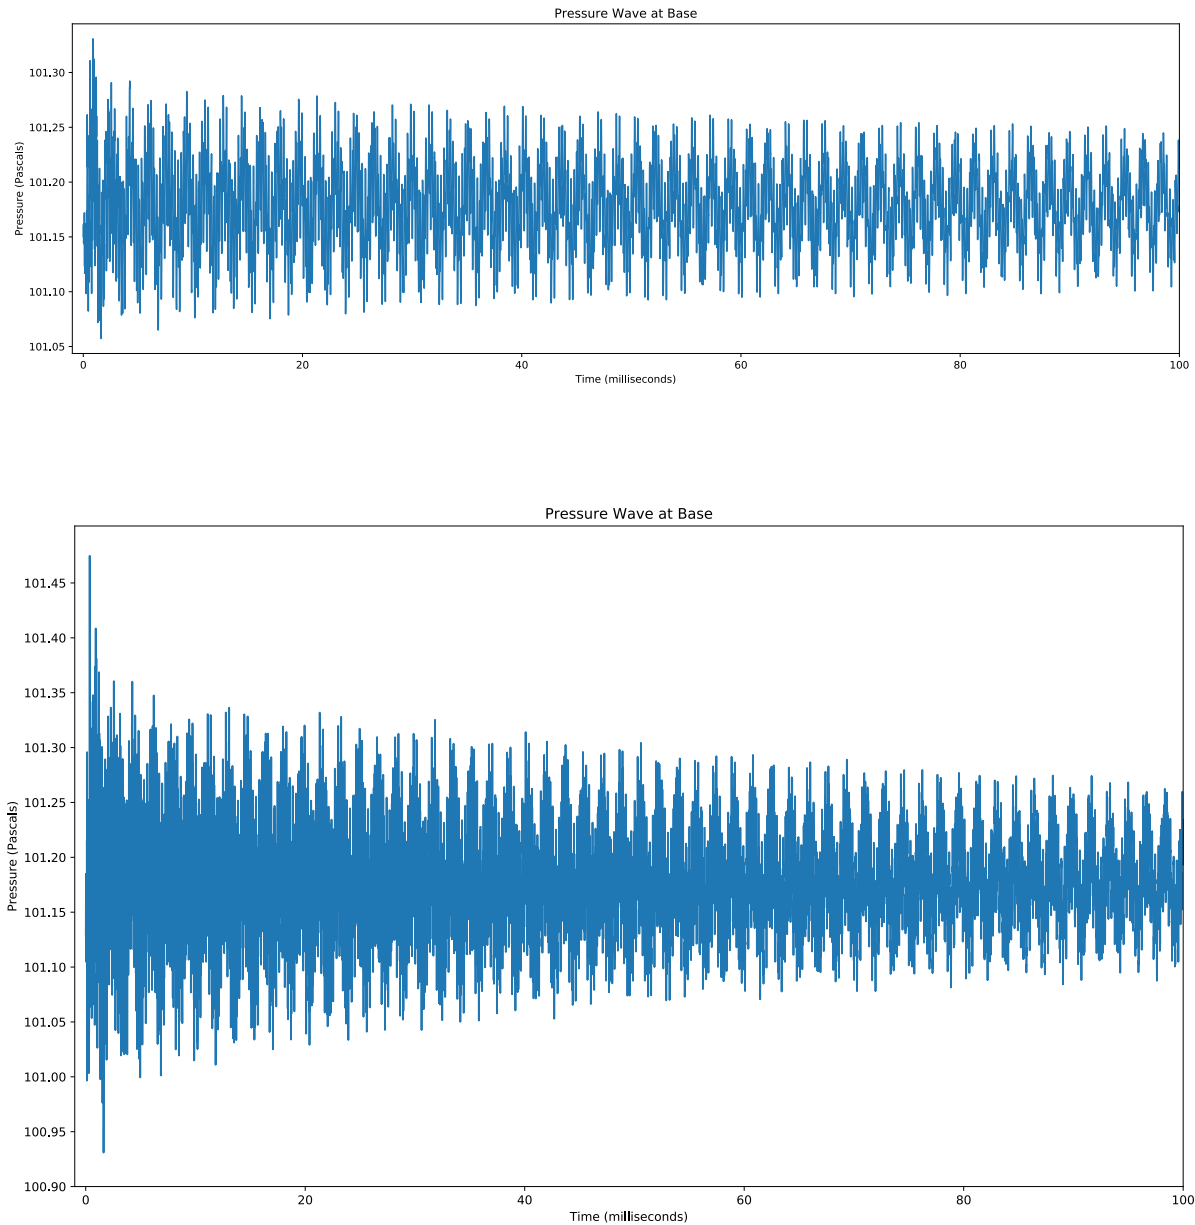 Pressure Wave at Base
Pressure (Pascals)
101.30
101.25
101.20
101.15
101.10
101.05
0 20 40 60 80 100
Time (milliseconds)
Pressure Wave at Base
Pressure (Pascals)
101.45
101.40
101.35
101.30
101.25
101.20
101.15
101.10
101.05
101.00
100.95
100.90
0 20 40 60 80 100
Time (milliseconds)